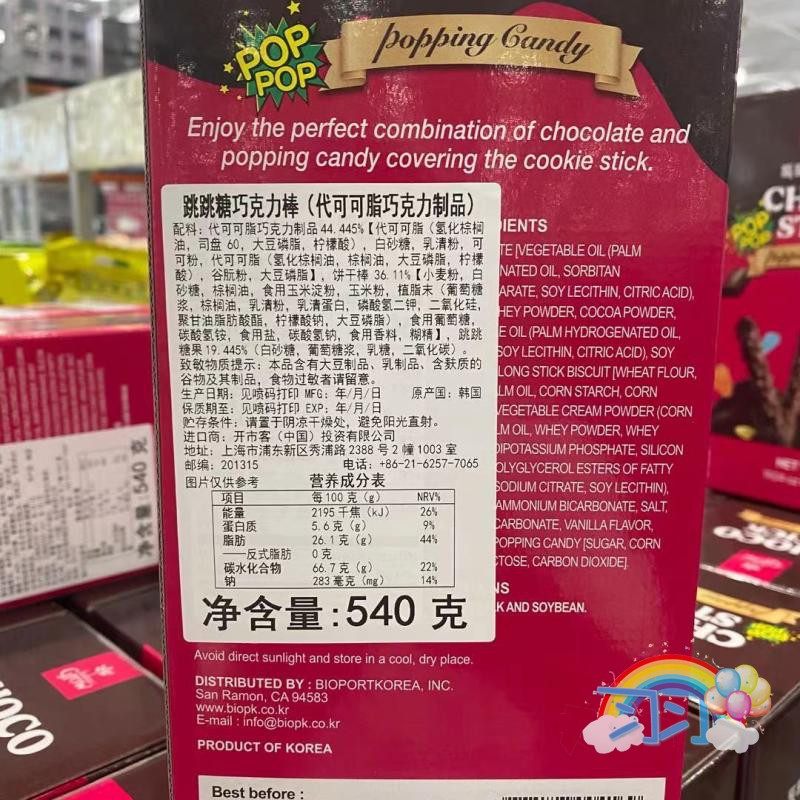 POP
POP
popping Candy
Enjoy the perfect combination of chocolate and
popping candy covering the cookie stick.
跳跳糖巧克力棒（代可可脂巧克力制品）
配料：代可可脂巧克力制品44.445%【代可可脂（氢化棕榈
油，司盘 60，大豆磷脂，柠檬酸），白砂糖，乳清粉，可
可粉，代可可脂（氢化棕榈油，棕榈油，大豆磷脂，柠檬
酸），谷朊粉，大豆磷脂】，饼干棒 36.11%【小麦粉，白
砂糖，棕榈油，食用玉米淀粉，玉米粉，植脂末（葡萄糖
浆，棕榈油，乳清粉，乳清蛋白，磷酸氢二钾，二氧化硅，
聚甘油脂肪酸酯，柠檬酸钠，大豆磷脂），食用葡萄糖，
碳酸氢铵，食用盐，碳酸氢钠，食用香料，糊精】，跳跳
糖果19.445%（白砂糖，葡萄糖浆，乳糖，二氧化碳）。
致敏物质提示：本品含有大豆制品、乳制品、含麸质的
谷物及其制品，食物过敏者请留意。
生产日期：见喷码打印 MFG：年/月/日 原产国：韩国
保质期至：见喷码打印 EXP：年/月/日
贮存条件：请置于阴凉干燥处，避免阳光直射。
进口商：开市客（中国）投资有限公司
地址：上海市浦东新区秀浦路 2388 号 2 幢 1003 室
邮编：201315 电话：+86-21-6257-7065
图片仅供参考 营养成分表
项目 每 100 克（g） NRV%
能量 2195 千焦（kJ） 26%
蛋白质 5.6 克（g） 9%
脂肪 26.1 克（g） 44%
——反式脂肪 0 克
碳水化合物 66.7 克（g） 22%
钠 283 毫克（mg） 14%
净含量:540 克
DIENTS
TE [VEGETABLE OIL (PALM
NATED OIL, SORBITAN
ARATE, SOY LECITHIN, CITRIC ACID),
HEY POWDER, COCOA POWDER,
E OIL (PALM HYDROGENATED OIL,
SOY LECITHIN, CITRIC ACID), SOY
LONG STICK BISCUIT [WHEAT FLOUR,
LM OIL, CORN STARCH, CORN
VEGETABLE CREAM POWDER (CORN
LM OIL, WHEY POWDER, WHEY
DIPOTASSIUM PHOSPHATE, SILICON
OLYGLYCEROL ESTERS OF FATTY
SODIUM CITRATE, SOY LECITHIN),
AMMONIUM BICARBONATE, SALT,
CARBONATE, VANILLA FLAVOR,
POPPING CANDY [SUGAR, CORN
CTOSE, CARBON DIOXIDE]
NS
K AND SOYBEAN.
Avoid direct sunlight and store in a cool, dry place.
DISTRIBUTED BY : BIOPORTKOREA, INC.
San Ramon, CA 94583
www.biopk.co.kr
E-mail : info@biopk.co.kr
PRODUCT OF KOREA
Best before :
净含量:540 克
CHOCO
POP
POP